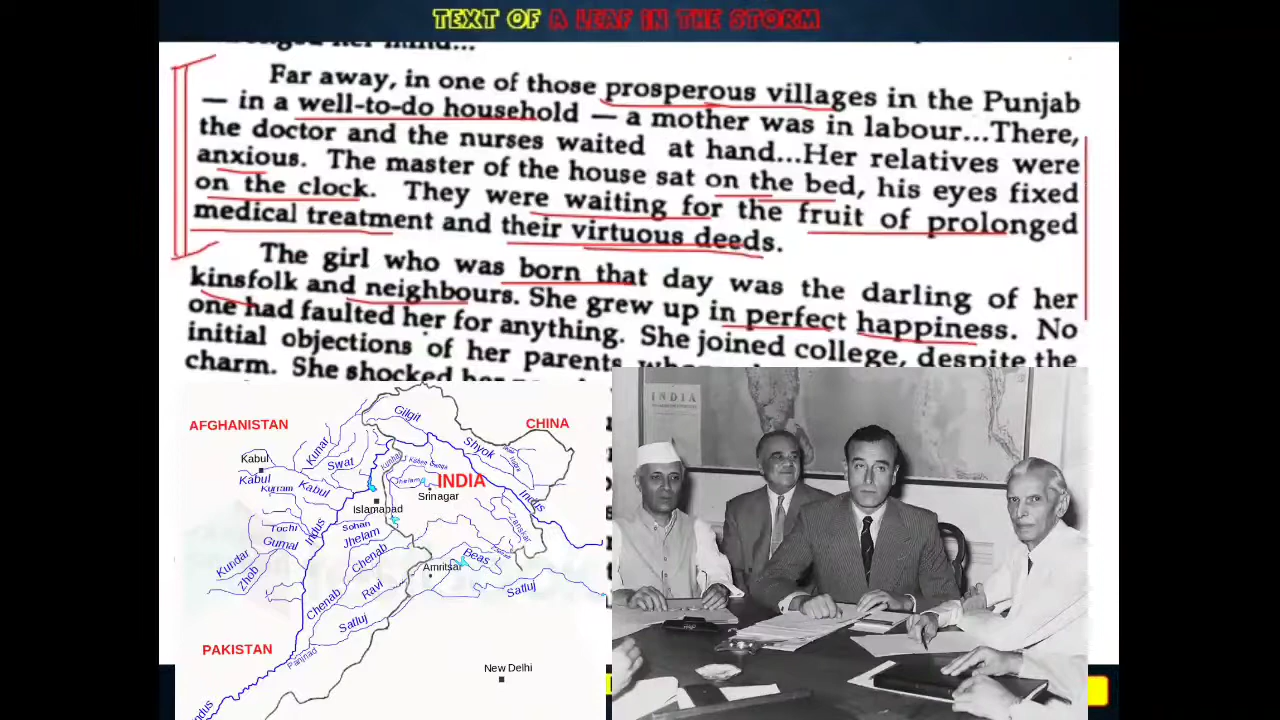 TEXT OF A LEAF IN THE STORM
Far away, in one of those prosperous villages in the Punjab
— in a well-to-do household — a mother was in labour...There,
the doctor and the nurses waited at hand...Her relatives were
anxious. The master of the house sat on the bed, his eyes fixed
on the clock. They were waiting for the fruit of prolonged
medical treatment and their virtuous deeds.
The girl who was born that day was the darling of her
kinsfolk and neighbours. She grew up in perfect happiness. No
one had faulted her for anything. She joined college, despite the
initial objections of her parents
charm. She shocked her
AFGHANISTAN
CHINA
Gilgit
Shyok
Kunar
Swat
Kabul
Kabul
Kurram
Kabul
INDIA
Jhelam
Srinagar
Indus
Islamabad
Zanskar
Tochi
Gumal
Indus
Sohan
Jhelam
Chenab
Kundar
Zhob
Beas
Amritsar
Satluj
Chenab
Ravi
Satluj
PAKISTAN
Panjnad
New Delhi
INDIA